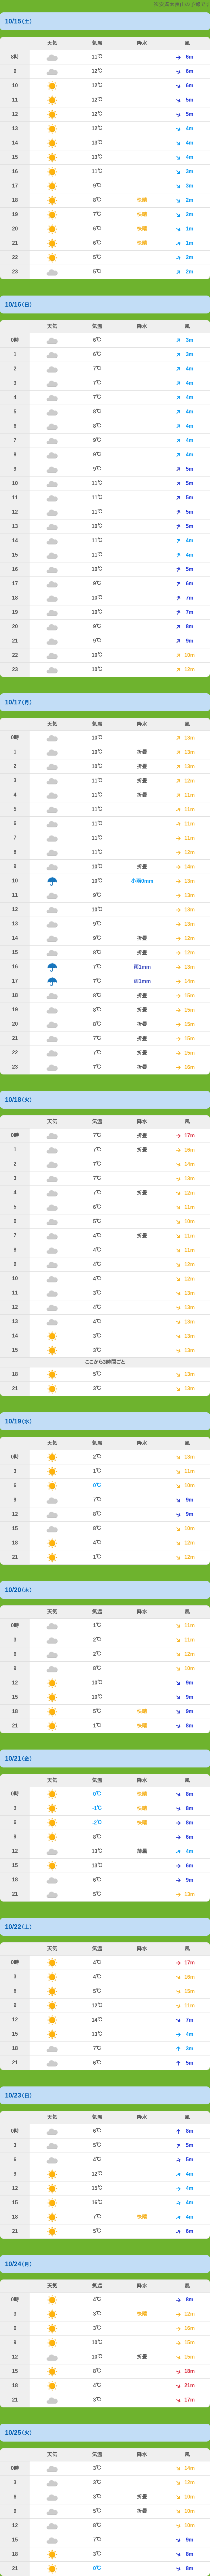 ※安達太良山の予報です
10/15(土)
天気 気温 降水 風
8時 11℃ 6m
9 12℃ 6m
10 12℃ 6m
11 12℃ 5m
12 12℃ 5m
13 12℃ 4m
14 13℃ 4m
15 13℃ 4m
16 11℃ 3m
17 9℃ 3m
18 8℃ 快晴 2m
19 7℃ 快晴 2m
20 6℃ 快晴 1m
21 6℃ 快晴 1m
22 5℃ 2m
23 5℃ 2m
10/16(日)
天気 気温 降水 風
0時 6℃ 3m
1 6℃ 3m
2 7℃ 4m
3 7℃ 4m
4 7℃ 4m
5 8℃ 4m
6 8℃ 4m
7 9℃ 4m
8 9℃ 4m
9 9℃ 5m
10 11℃ 5m
11 11℃ 5m
12 11℃ 5m
13 10℃ 5m
14 11℃ 4m
15 11℃ 4m
16 10℃ 5m
17 9℃ 6m
18 10℃ 7m
19 10℃ 7m
20 9℃ 8m
21 9℃ 9m
22 10℃ 10m
23 10℃ 12m
10/17(月)
天気 気温 降水 風
0時 10℃ 13m
1 10℃ 折曇 13m
2 10℃ 折曇 13m
3 11℃ 折曇 12m
4 11℃ 折曇 11m
5 11℃ 11m
6 11℃ 11m
7 11℃ 11m
8 11℃ 12m
9 10℃ 折曇 14m
10 10℃ 小雨0mm 13m
11 9℃ 13m
12 10℃ 13m
13 9℃ 13m
14 9℃ 折曇 12m
15 8℃ 折曇 12m
16 7℃ 雨1mm 13m
17 7℃ 雨1mm 14m
18 8℃ 折曇 15m
19 8℃ 折曇 15m
20 8℃ 折曇 15m
21 7℃ 折曇 15m
22 7℃ 折曇 15m
23 7℃ 折曇 16m
10/18(火)
天気 気温 降水 風
0時 7℃ 折曇 17m
1 7℃ 折曇 16m
2 7℃ 14m
3 7℃ 13m
4 7℃ 折曇 12m
5 6℃ 11m
6 5℃ 10m
7 4℃ 折曇 11m
8 4℃ 11m
9 4℃ 12m
10 4℃ 12m
11 3℃ 13m
12 4℃ 13m
13 4℃ 13m
14 3℃ 13m
15 3℃ 13m
ここから3時間ごと
18 5℃ 13m
21 3℃ 13m
10/19(水)
天気 気温 降水 風
0時 2℃ 13m
3 1℃ 11m
6 0℃ 10m
9 7℃ 9m
12 8℃ 9m
15 8℃ 10m
18 4℃ 12m
21 1℃ 12m
10/20(木)
天気 気温 降水 風
0時 1℃ 11m
3 2℃ 11m
6 2℃ 12m
9 8℃ 10m
12 10℃ 9m
15 10℃ 9m
18 5℃ 快晴 9m
21 1℃ 快晴 8m
10/21(金)
天気 気温 降水 風
0時 0℃ 快晴 8m
3 -1℃ 快晴 8m
6 -2℃ 快晴 8m
9 8℃ 6m
12 13℃ 薄曇 4m
15 13℃ 6m
18 6℃ 9m
21 5℃ 13m
10/22(土)
天気 気温 降水 風
0時 4℃ 17m
3 4℃ 16m
6 5℃ 15m
9 12℃ 11m
12 14℃ 7m
15 13℃ 4m
18 7℃ 3m
21 6℃ 5m
10/23(日)
天気 気温 降水 風
0時 6℃ 8m
3 5℃ 5m
6 4℃ 5m
9 12℃ 4m
12 15℃ 4m
15 16℃ 4m
18 7℃ 快晴 4m
21 5℃ 6m
10/24(月)
天気 気温 降水 風
0時 4℃ 8m
3 3℃ 快晴 12m
6 3℃ 16m
9 10℃ 15m
12 10℃ 折曇 15m
15 8℃ 18m
18 4℃ 21m
21 3℃ 17m
10/25(火)
天気 気温 降水 風
0時 3℃ 14m
3 3℃ 12m
6 3℃ 折曇 10m
9 5℃ 折曇 10m
12 8℃ 10m
15 7℃ 9m
18 3℃ 8m
21 0℃ 8m